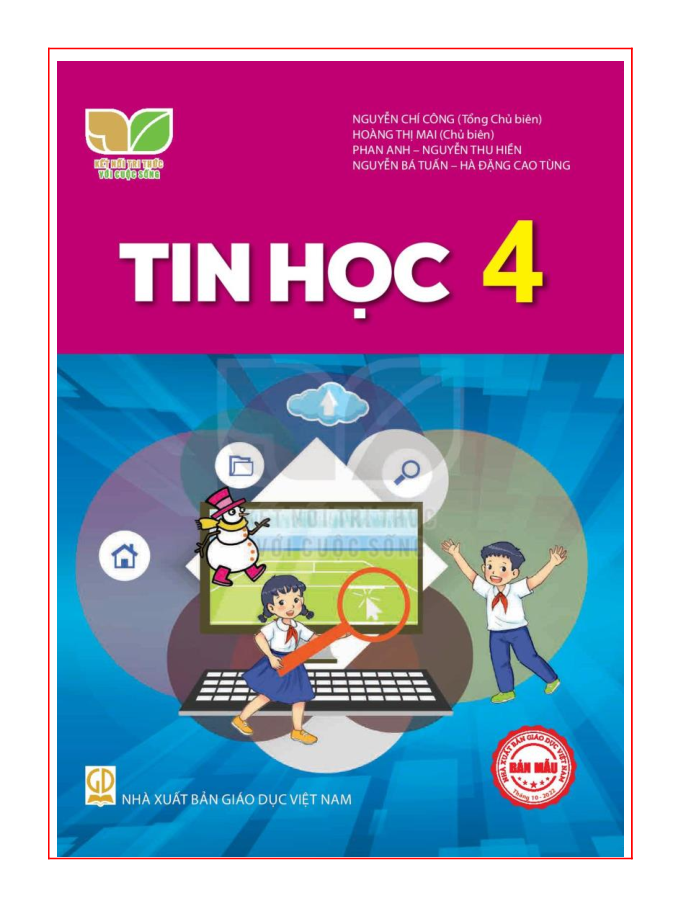 NGUYỄN CHÍ CÔNG (Tổng Chủ biên)
HOÀNG THỊ MAI (Chủ biên)
PHAN ANH – NGUYỄN THU HIỀN
NGUYỄN BÁ TUẤN – HÀ ĐẶNG CAO TÙNG
KẾT NỐI TRI THỨC
VỚI CUỘC SỐNG
TIN HỌC 4
KẾT NỐI TRI THỨC
VỚI CUỘC SỐNG
NHÀ XUẤT BẢN GIÁO DỤC VIỆT NAM
BẢN MẪU
Tháng 10 - 2022
GD
NHÀ XUẤT BẢN GIÁO DỤC VIỆT NAM